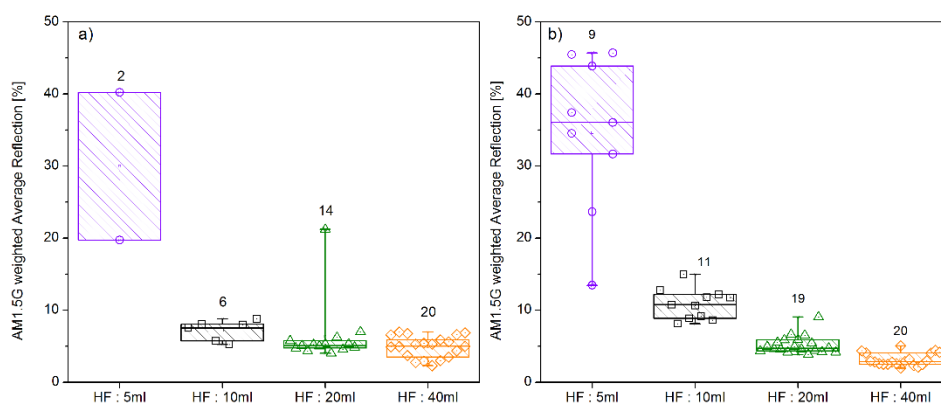 a)
AM1.5G weighted Average Reflection [%]
50
40
30
20
10
0
2
6
14
20
HF : 5ml
HF : 10ml
HF : 20ml
HF : 40ml
b)
AM1.5G weighted Average Reflection [%]
50
40
30
20
10
0
9
11
19
20
HF : 5ml
HF : 10ml
HF : 20ml
HF : 40ml